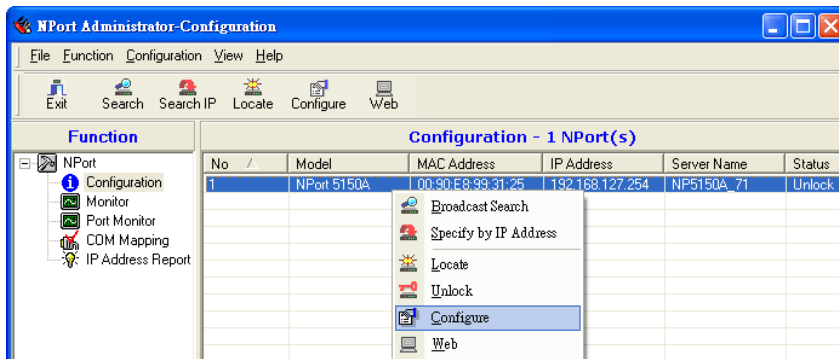 NPort Administrator-Configuration
File Function Configuration View Help
Exit Search Search IP Locate Configure Web
Function
Configuration - 1 NPort(s)
NPort
Configuration
Monitor
Port Monitor
COM Mapping
IP Address Report
No Model MAC Address IP Address Server Name Status
1 NPort 5150A 00:90:E8:99:31:25 192.168.127.254 NP5150A_71 Unlock
Broadcast Search
Specify by IP Address
Locate
Unlock
Configure
Web